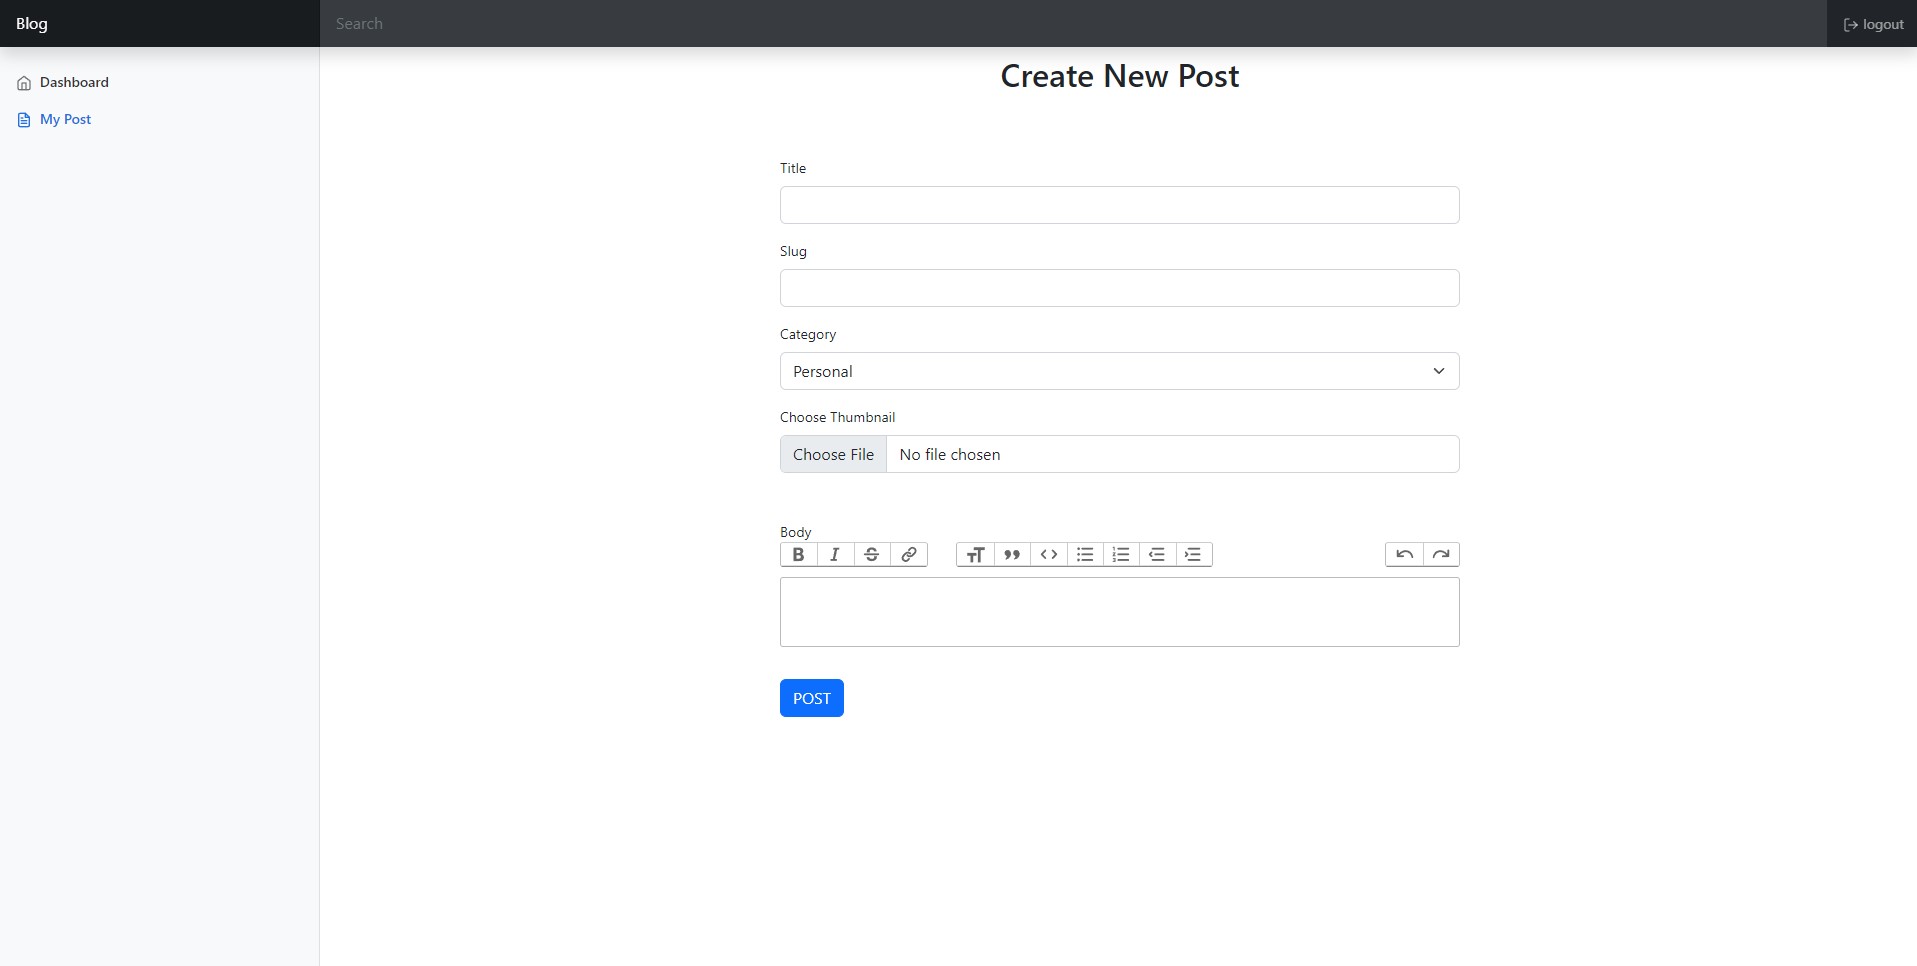 Blog
Search
logout
Dashboard
My Post
Create New Post
Title
Slug
Category
Personal
Choose Thumbnail
Choose File No file chosen
Body
POST